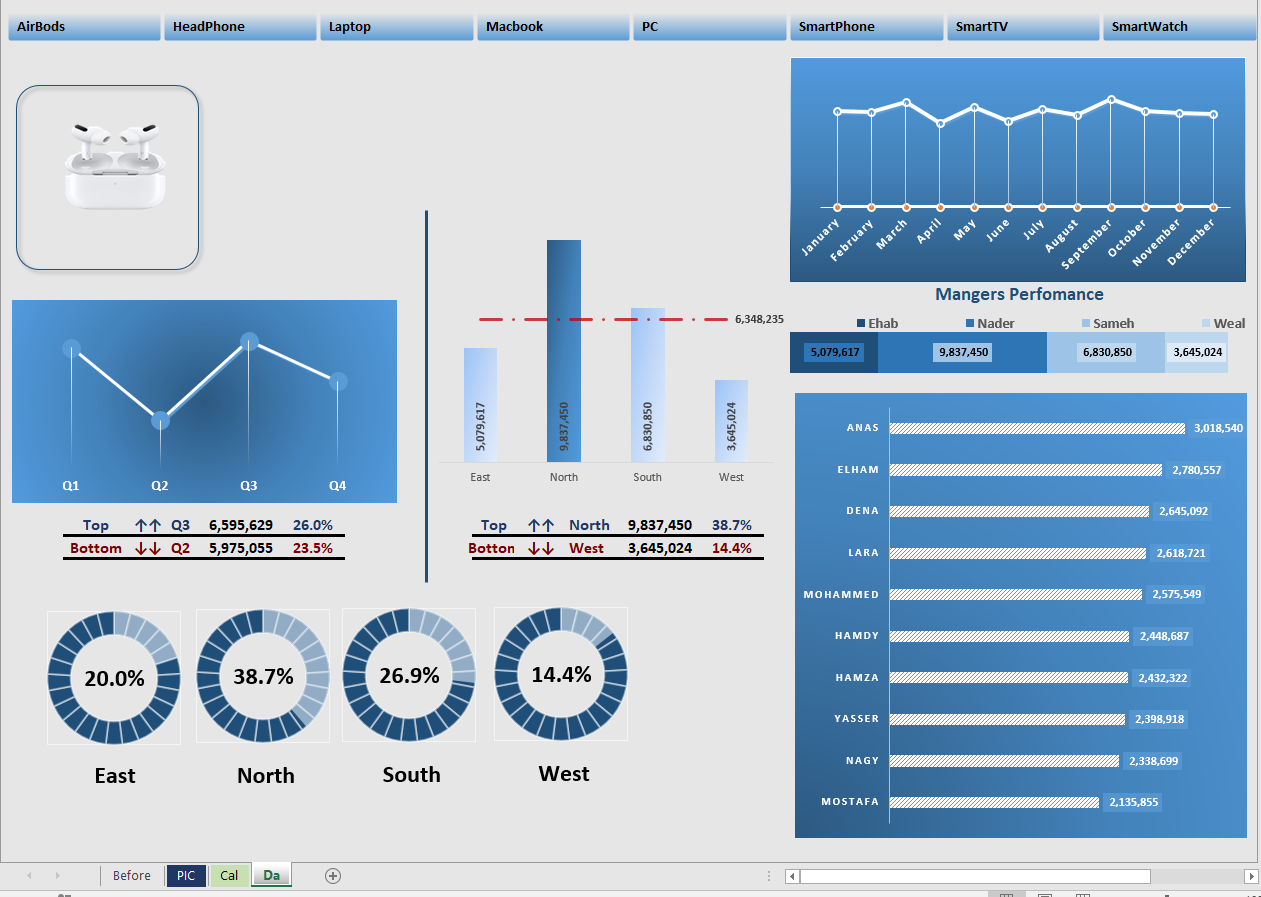 AirBods HeadPhone Laptop Macbook PC SmartPhone SmartTV SmartWatch
January February March April May June July August September October November December
Mangers Perfomance
Ehab Nader Sameh Weal
5,079,617 9,837,450 6,830,850 3,645,024
Q1 Q2 Q3 Q4
Top ↑↑ Q3 6,595,629 26.0%
Bottom ↓↓ Q2 5,975,055 23.5%
6,348,235
5,079,617 9,837,450 6,830,850 3,645,024
East North South West
Top ↑↑ North 9,837,450 38.7%
Botton ↓↓ West 3,645,024 14.4%
20.0% 38.7% 26.9% 14.4%
East North South West
ANAS 3,018,540
ELHAM 2,780,557
DENA 2,645,092
LARA 2,618,721
MOHAMMED 2,575,549
HAMDY 2,448,687
HAMZA 2,432,322
YASSER 2,398,918
NAGY 2,338,699
MOSTAFA 2,135,855
Before PIC Cal Da